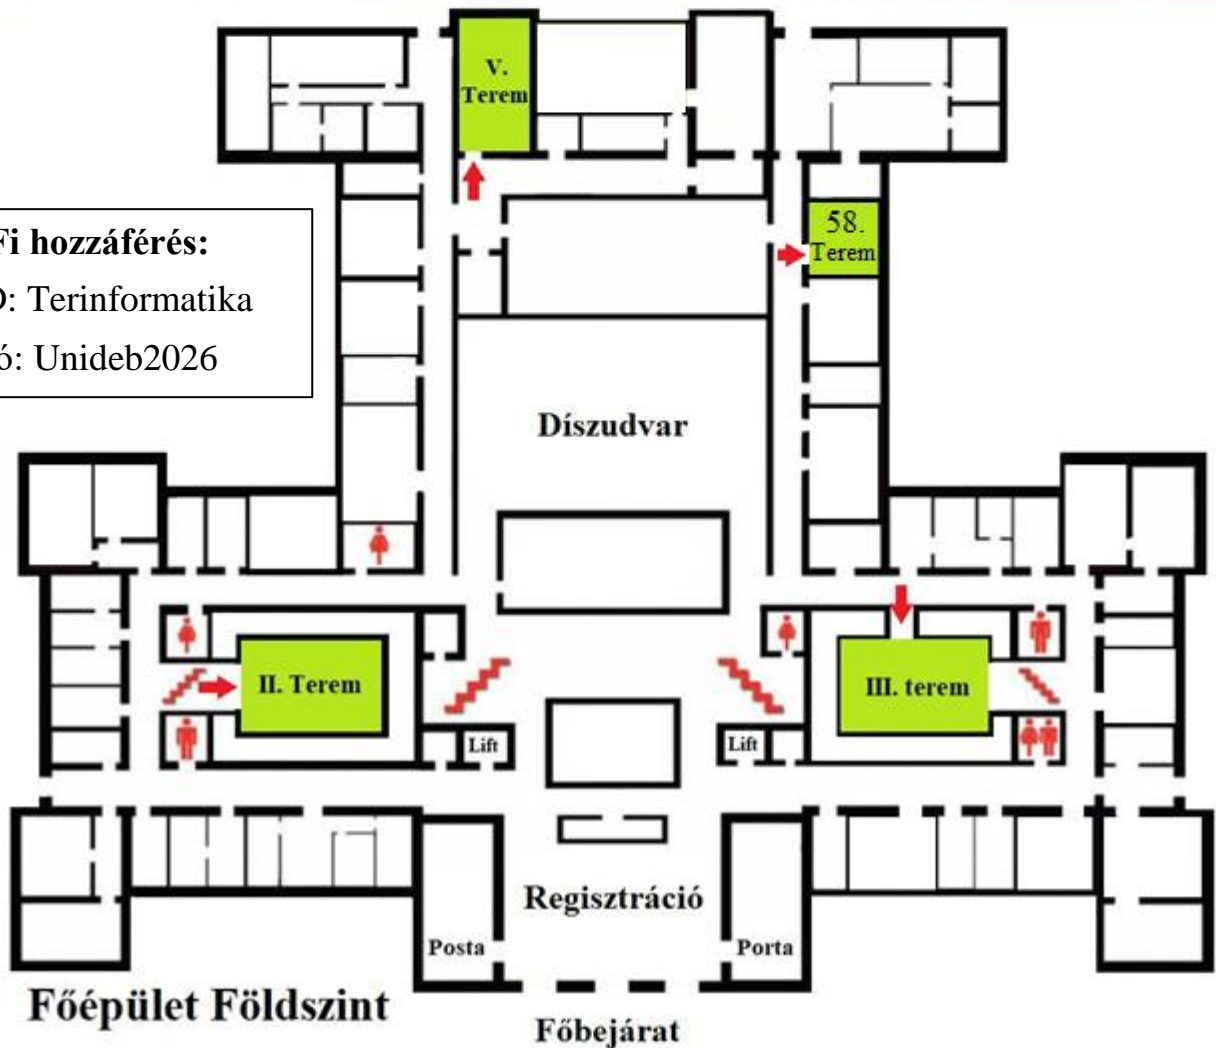 V.
Terem
58.
Terem
Fi hozzáférés:
: Terinformatika
ó: Unideb2026
Díszudvar
II. Terem
III. terem
Lift
Lift
Regisztráció
Posta
Porta
Főépület Földszint
Főbejárat